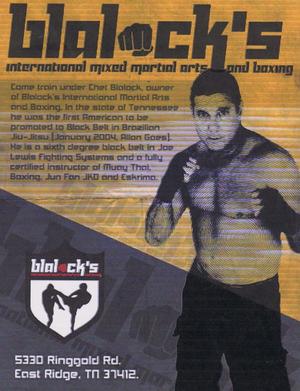 blalock's
international mixed martial arts and boxing
Come train under Chet Blalock, owner
of Blalock's International Martial Arts
and Boxing. In the state of Tennessee
he was the first American to be
promoted to Black Belt in Brazilian
Jiu-Jitsu (January 2004, Allan Goes).
He is a sixth degree black belt in Joe
Lewis Fighting Systems and a fully
certified instructor of Muay Thai,
Boxing, Jun Fan JKD and Eskrima.
blalock's
5330 Ringgold Rd.
East Ridge, TN 37412.